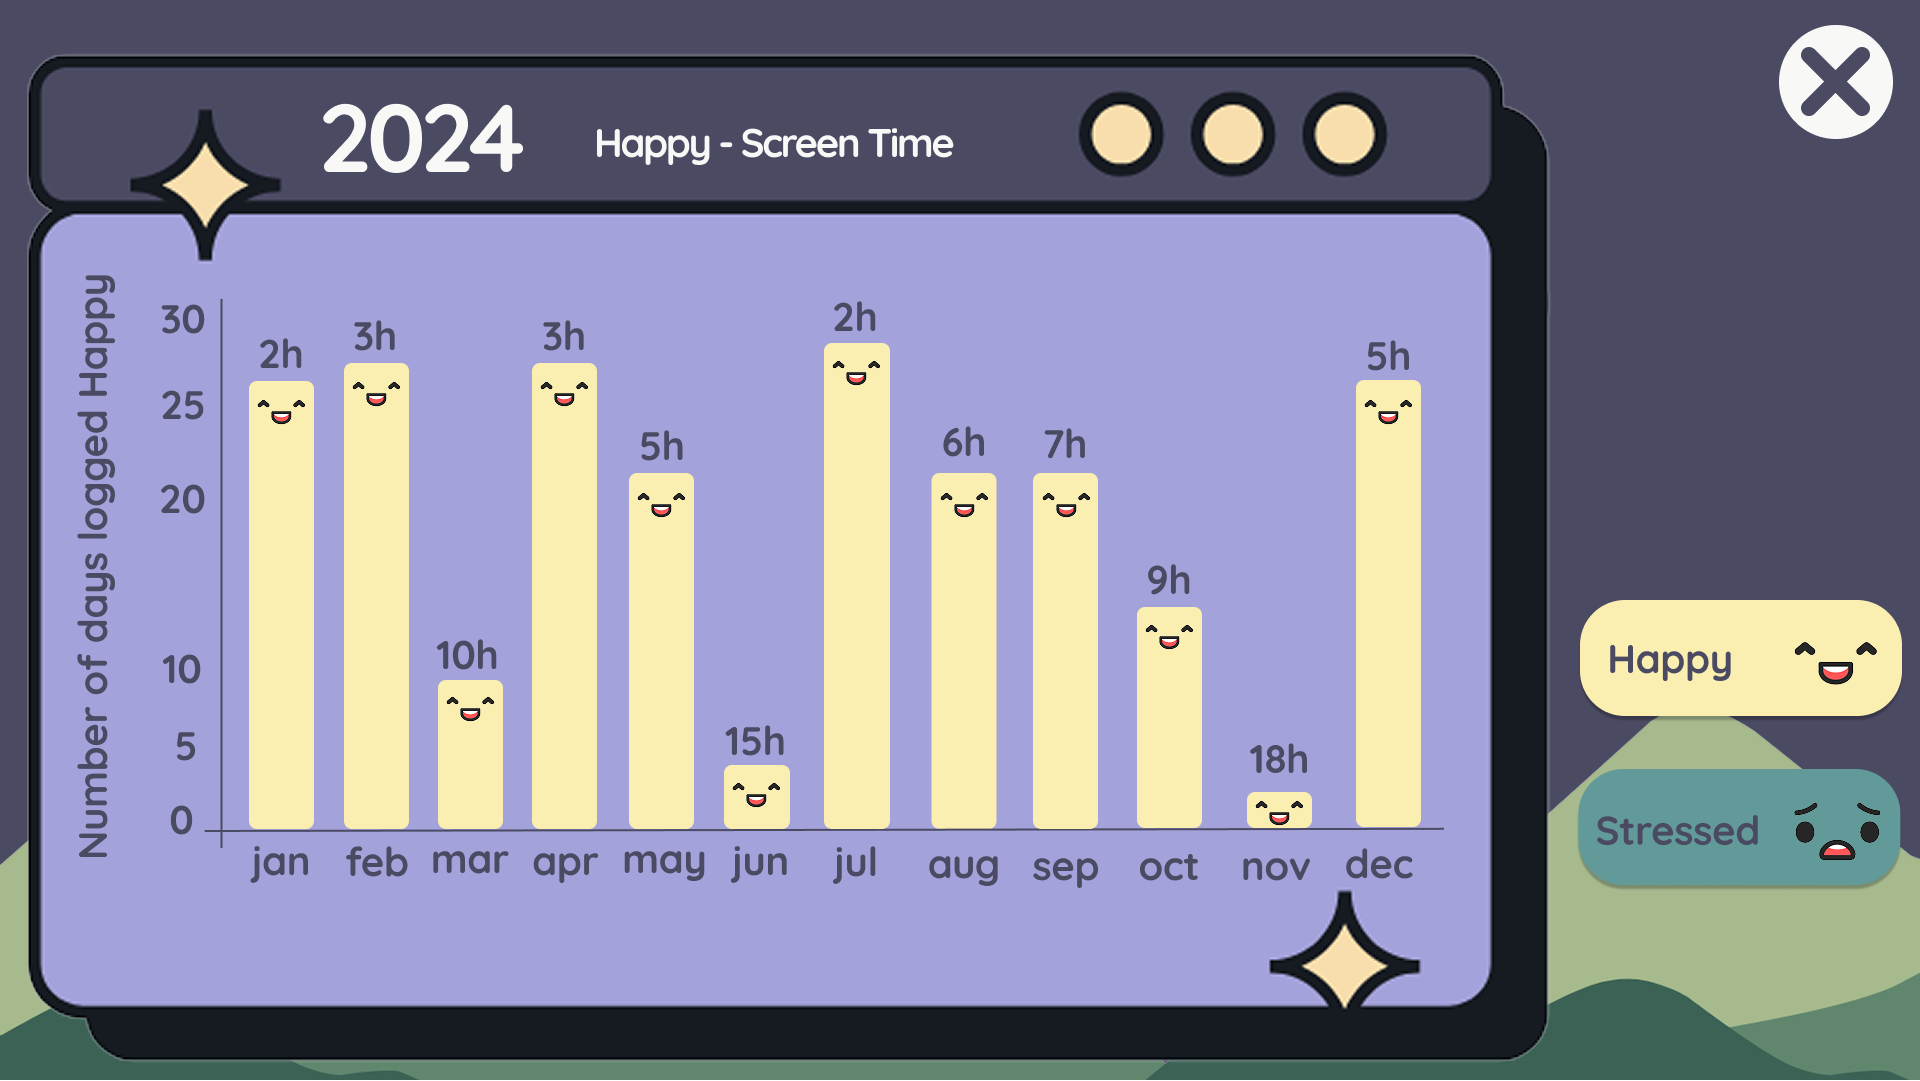 2024
Happy - Screen Time
Number of days logged Happy
30
25
20
10
5
0
2h
3h
10h
3h
5h
15h
2h
6h
7h
9h
18h
5h
jan feb mar apr may jun jul aug sep oct nov dec
Happy
Stressed